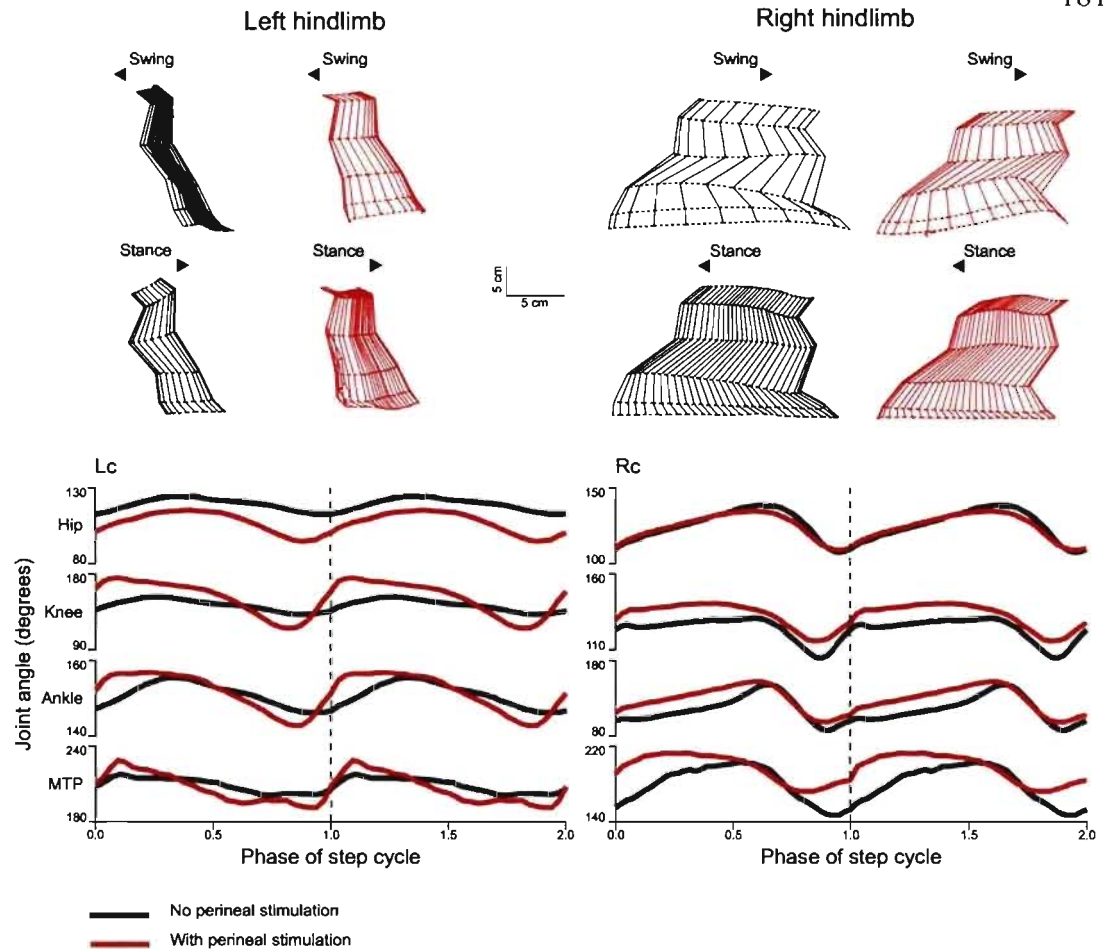 Left hindlimb
Right hindlimb
Swing
Swing
Swing
Swing
Stance
Stance
Stance
Stance
5 cm
5 cm
Lc
Rc
Joint angle (degrees)
130
Hip
80
180
Knee
90
160
Ankle
140
240
MTP
180
0.0 0.5 1.0 1.5 2.0
Phase of step cycle
150
100
160
110
180
80
220
140
0.0 0.5 1.0 1.5 2.0
Phase of step cycle
No perineal stimulation
With perineal stimulation